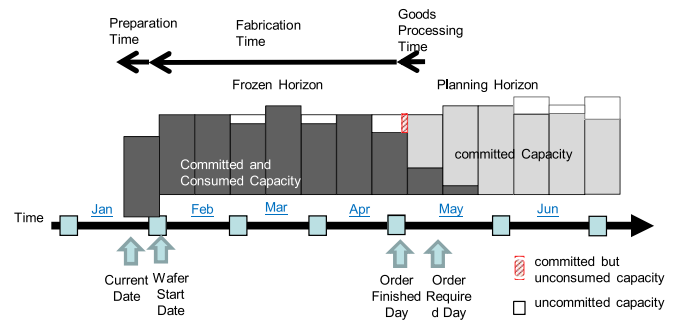 Preparation
Time
Fabrication
Time
Goods
Processing
Time
Frozen Horizon
Planning Horizon
Committed and
Consumed Capacity
committed Capacity
Time
Jan
Feb
Mar
Apr
May
Jun
Current
Date
Wafer
Start
Date
Order
Finished
Day
Order
Require
d Day
committed but
unconsumed capacity
uncommitted capacity